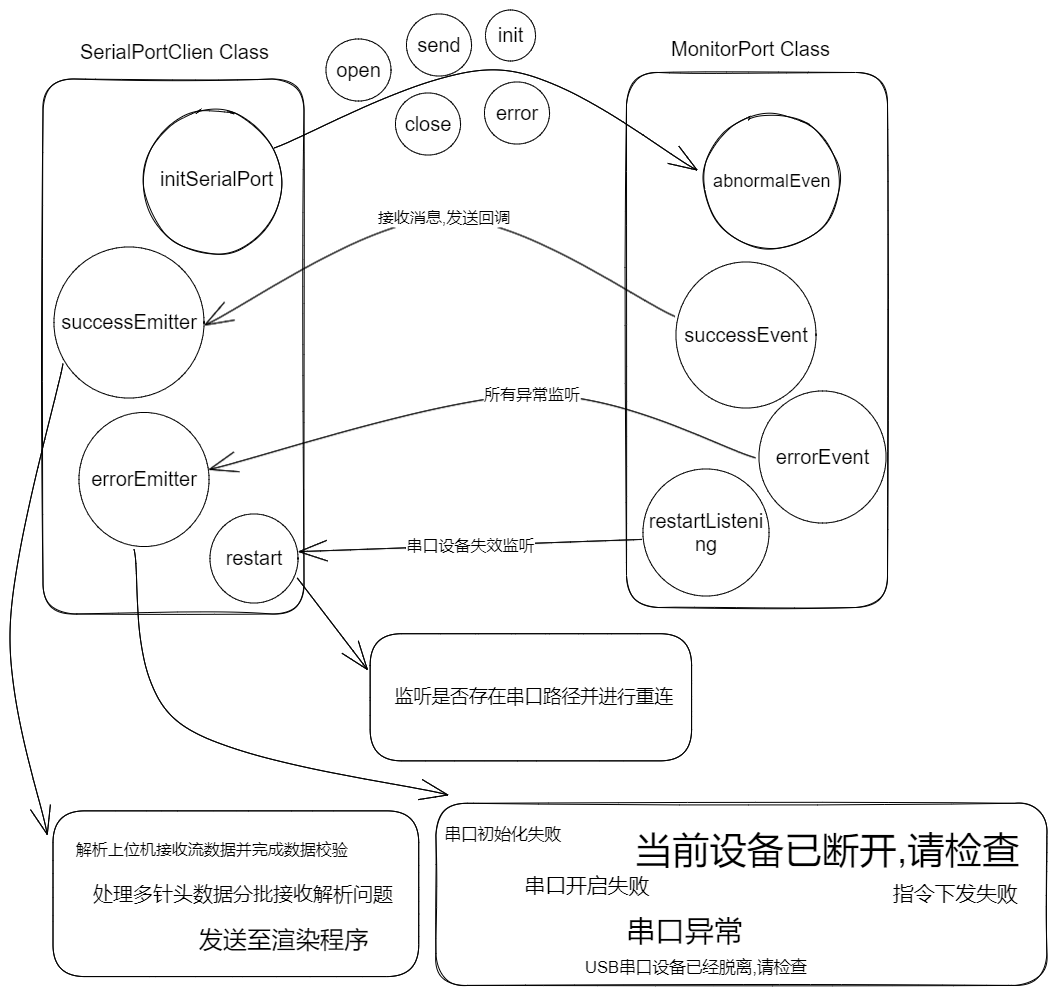 SerialPortClien Class
open
send
init
close
error
MonitorPort Class
initSerialPort
abnormalEven
接收消息,发送回调
successEmitter
successEvent
所有异常监听
errorEmitter
errorEvent
restartListeni
ng
串口设备失效监听
restart
监听是否存在串口路径并进行重连
解析上位机接收流数据并完成数据校验
处理多针头数据分批接收解析问题
发送至渲染程序
串口初始化失败
当前设备已断开,请检查
串口开启失败
指令下发失败
串口异常
USB串口设备已经脱离,请检查